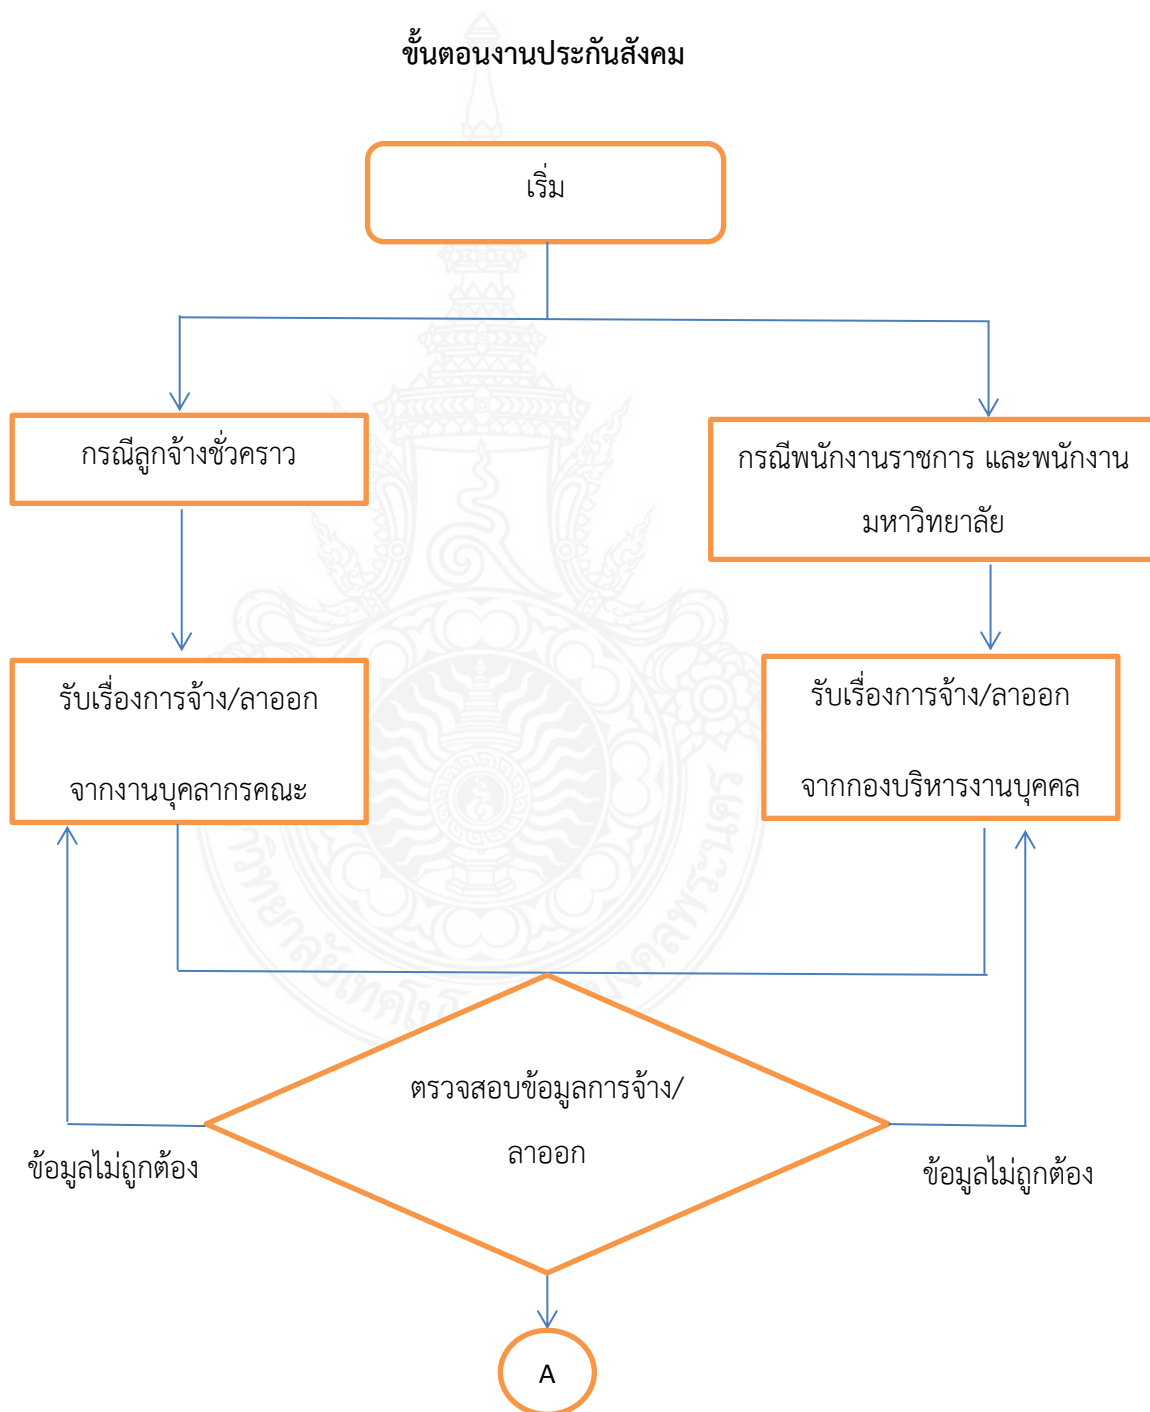 ขั้นตอนงานประกันสังคม
เริ่ม
กรณีลูกจ้างชั่วคราว
กรณีพนักงานราชการ และพนักงาน
มหาวิทยาลัย
รับเรื่องการจ้าง/ลาออก
จากงานบุคลากรคณะ
รับเรื่องการจ้าง/ลาออก
จากกองบริหารงานบุคคล
ตรวจสอบข้อมูลการจ้าง/
ลาออก
ข้อมูลไม่ถูกต้อง
ข้อมูลไม่ถูกต้อง
A